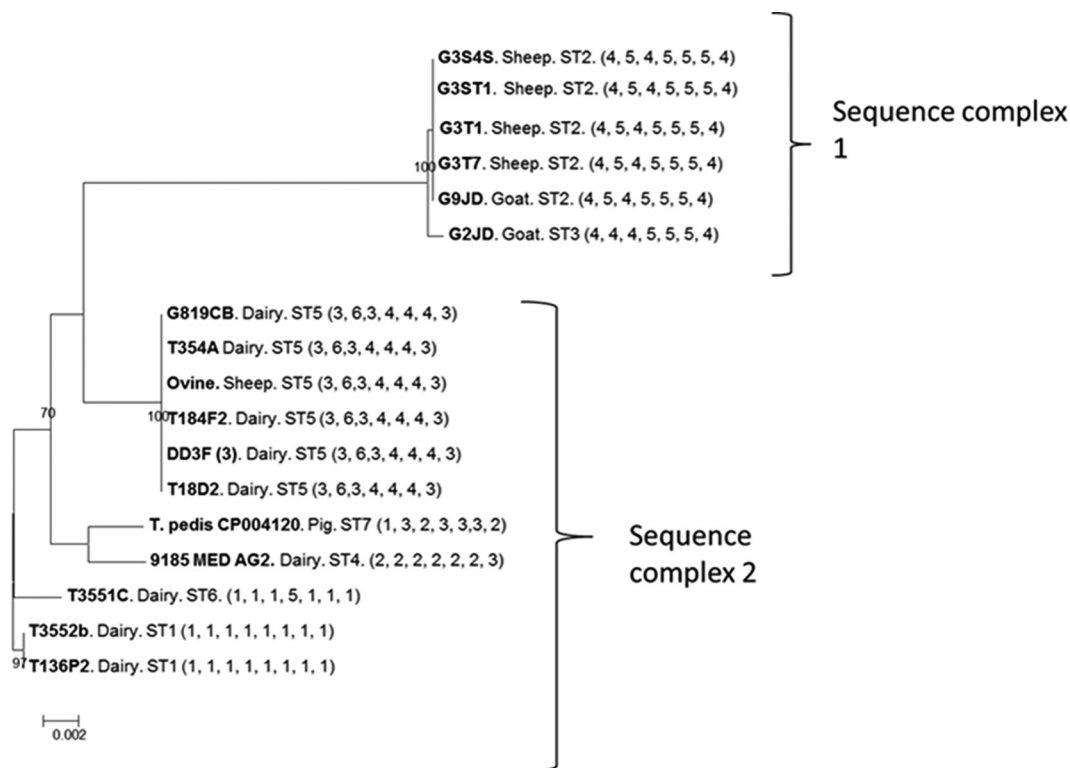 G3S4S. Sheep. ST2. (4, 5, 4, 5, 5, 5, 4)
G3ST1. Sheep. ST2. (4, 5, 4, 5, 5, 5, 4)
G3T1. Sheep. ST2. (4, 5, 4, 5, 5, 5, 4)
100
G3T7. Sheep. ST2. (4, 5, 4, 5, 5, 5, 4)
G9JD. Goat. ST2. (4, 5, 4, 5, 5, 5, 4)
G2JD. Goat. ST3 (4, 4, 4, 5, 5, 5, 4)
Sequence complex
1
G819CB. Dairy. ST5 (3, 6,3, 4, 4, 4, 3)
T354A Dairy. ST5 (3, 6,3, 4, 4, 4, 3)
Ovine. Sheep. ST5 (3, 6,3, 4, 4, 4, 3)
70
100
T184F2. Dairy. ST5 (3, 6,3, 4, 4, 4, 3)
DD3F (3). Dairy. ST5 (3, 6,3, 4, 4, 4, 3)
T18D2. Dairy. ST5 (3, 6,3, 4, 4, 4, 3)
T. pedis CP004120. Pig. ST7 (1, 3, 2, 3, 3,3, 2)
9185 MED AG2. Dairy. ST4. (2, 2, 2, 2, 2, 2, 3)
T3551C. Dairy. ST6. (1, 1, 1, 5, 1, 1, 1)
T3552b. Dairy. ST1 (1, 1, 1, 1, 1, 1, 1, 1)
97
T136P2. Dairy. ST1 (1, 1, 1, 1, 1, 1, 1, 1)
Sequence
complex 2
0.002